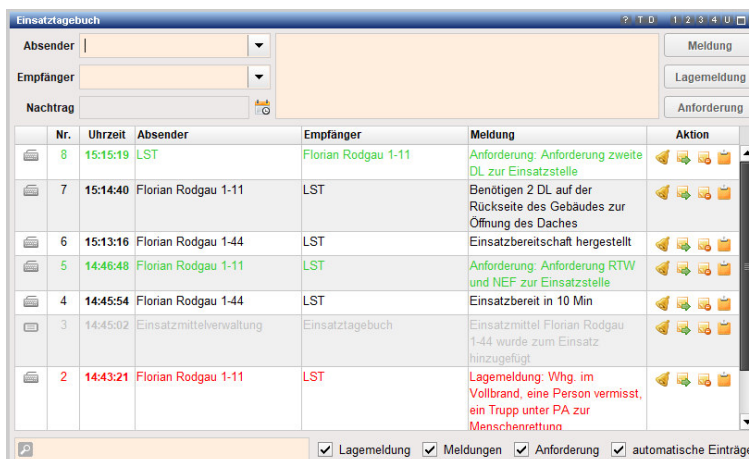 Einsatztagebuch ? T D 1 2 3 4 U
Absender
Meldung
Empfänger
Lagemeldung
Nachtrag
Anforderung
Nr. Uhrzeit Absender Empfänger Meldung Aktion
8 15:15:19 LST Florian Rodgau 1-11 Anforderung: Anforderung zweite
DL zur Einsatzstelle
7 15:14:40 Florian Rodgau 1-11 LST Benötigen 2 DL auf der
Rückseite des Gebäudes zur
Öffnung des Daches
6 15:13:16 Florian Rodgau 1-44 LST Einsatzbereitschaft hergestellt
5 14:46:48 Florian Rodgau 1-11 LST Anforderung: Anforderung RTW
und NEF zur Einsatzstelle
4 14:45:54 Florian Rodgau 1-44 LST Einsatzbereit in 10 Min
3 14:45:02 Einsatzmittelverwaltung Einsatztagebuch Einsatzmittel Florian Rodgau
1-44 wurde zum Einsatz
hinzugefügt
2 14:43:21 Florian Rodgau 1-11 LST Lagemeldung: Whg. im
Vollbrand, eine Person vermisst,
ein Trupp unter PA zur
Menschenrettung
Lagemeldung Meldungen Anforderung automatische Einträge